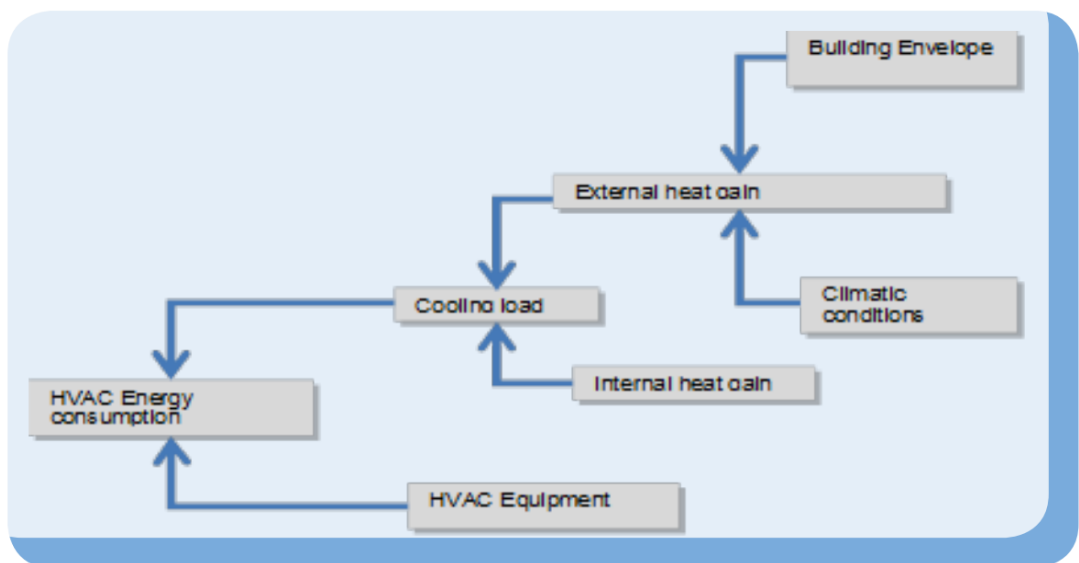 Building Envelope
External heat gain
Climatic
conditions
Cooling load
Internal heat gain
HVAC Energy
consumption
HVAC Equipment